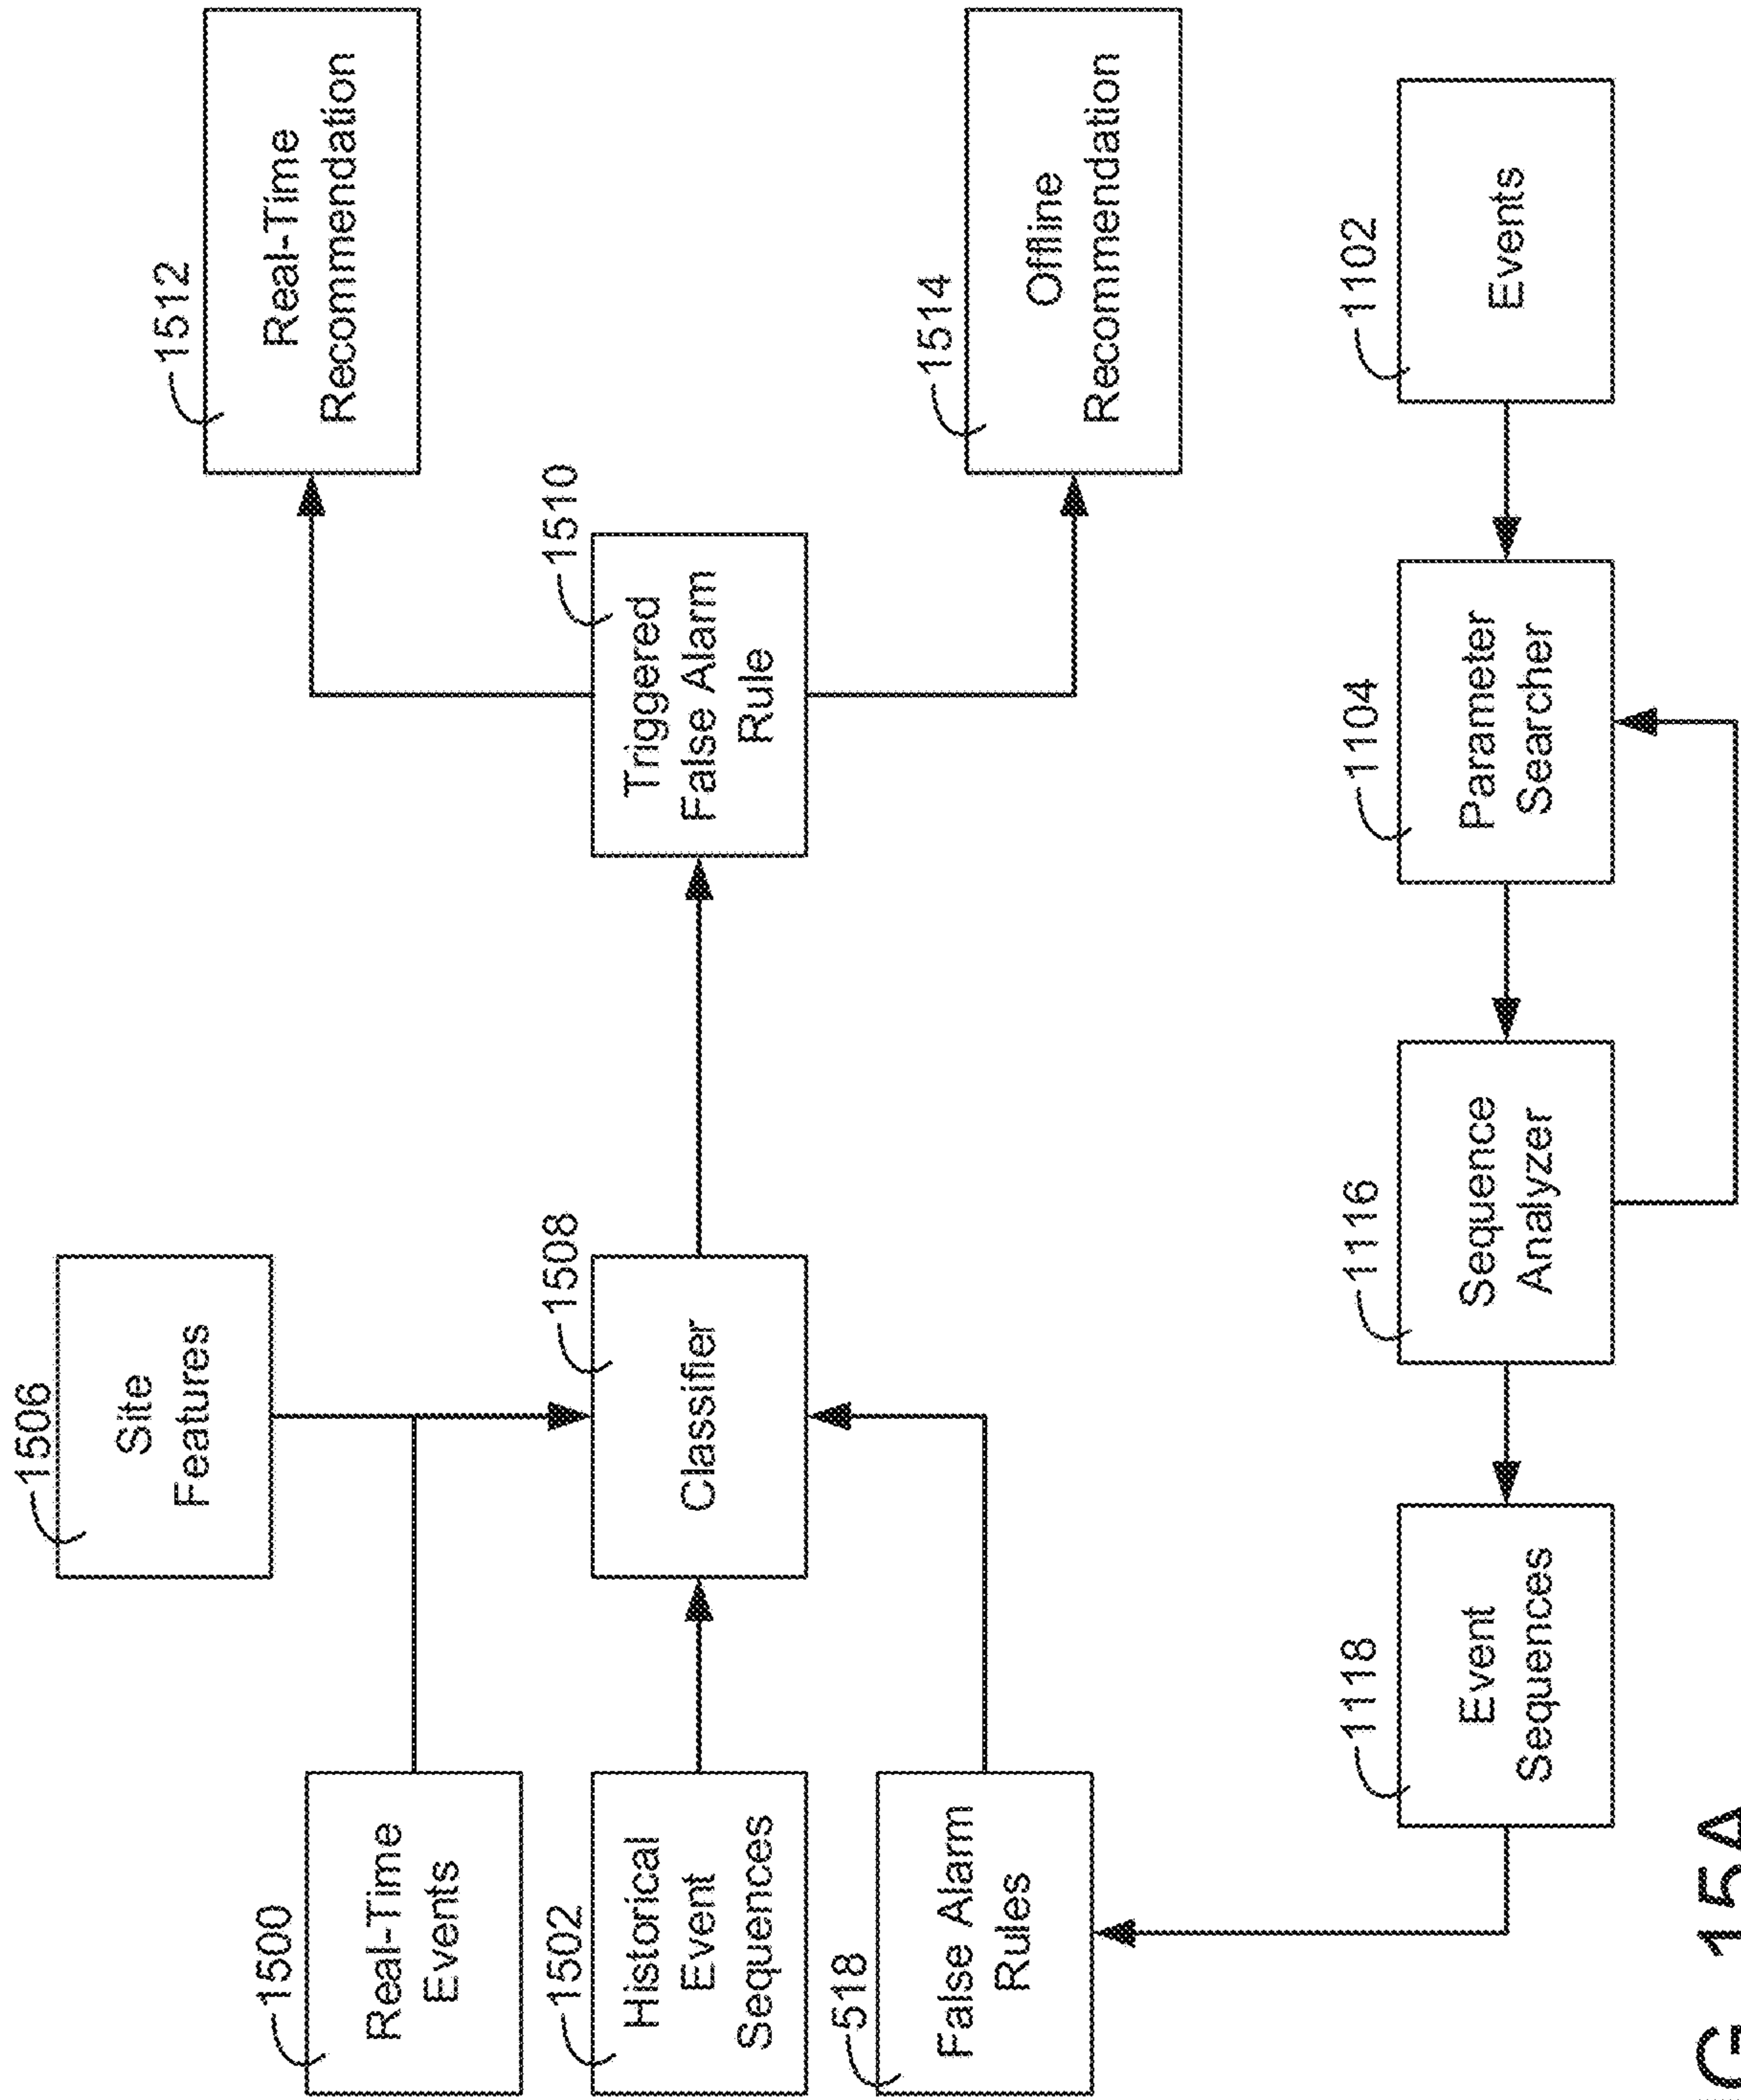 1506
Site
Features
1500
Real-Time
Events
1502
Historical
Event
Sequences
518
False Alarm
Rules
1508
Classifier
1510
Triggered
False Alarm
Rule
1512
Real-Time
Recommendation
1514
Offline
Recommendation
1118
Event
Sequences
1116
Sequence
Analyzer
1104
Parameter
Searcher
1102
Events
15A